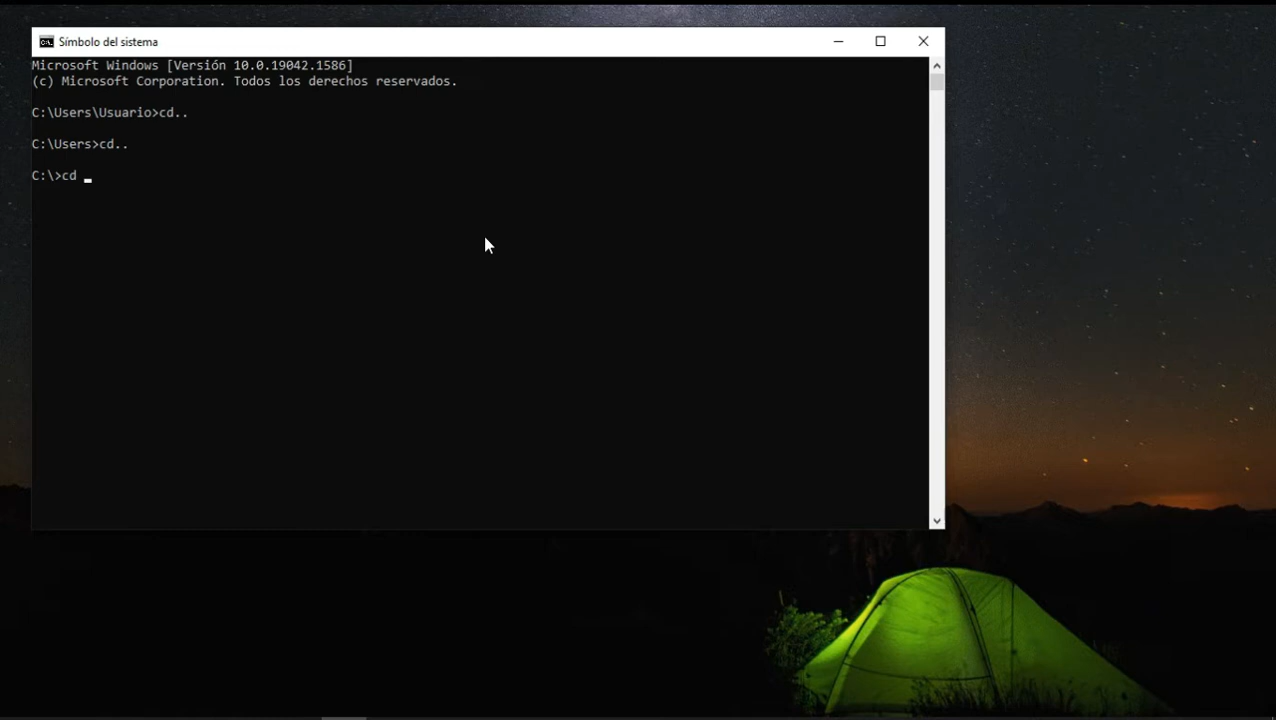 Símbolo del sistema
Microsoft Windows [Versión 10.0.19042.1586]
(c) Microsoft Corporation. Todos los derechos reservados.
C:\Users\Usuario>cd..
C:\Users>cd..
C:\>cd